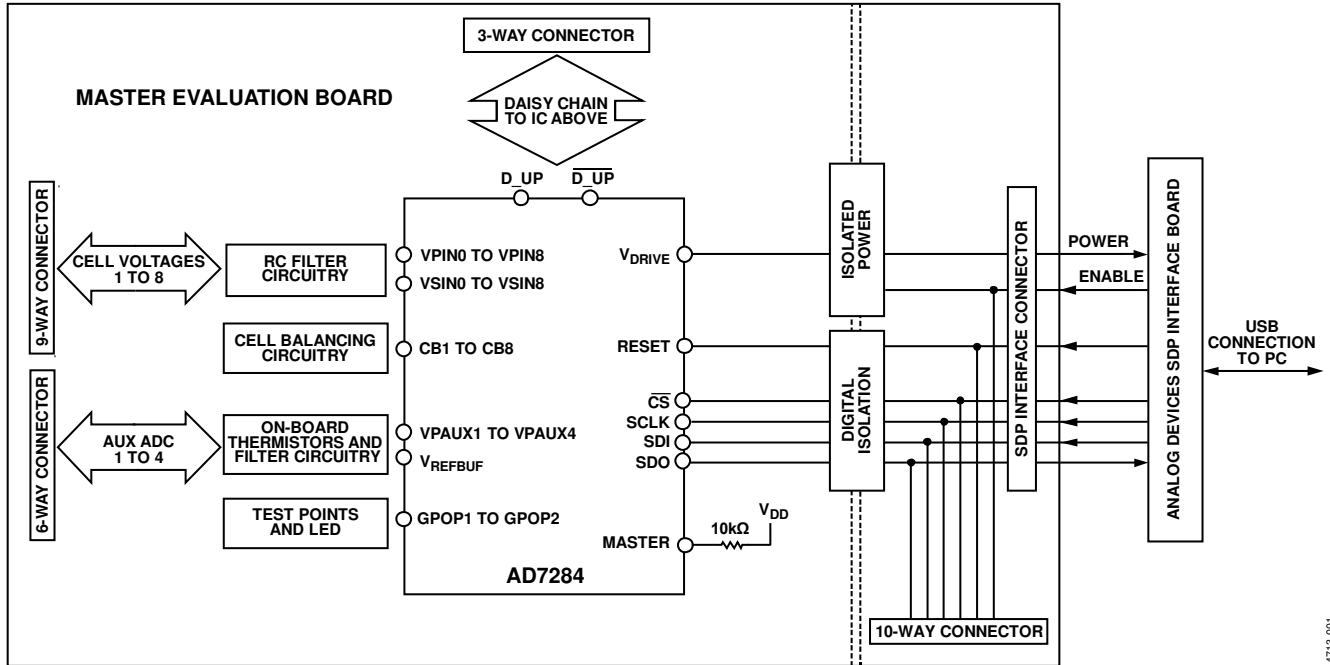 3-WAY CONNECTOR
MASTER EVALUATION BOARD
DAISY CHAIN
TO IC ABOVE
D_UP
D_UP
9-WAY CONNECTOR
CELL VOLTAGES
1 TO 8
RC FILTER
CIRCUITRY
VPIN0 TO VPIN8
VSIN0 TO VSIN8
CELL BALANCING
CIRCUITRY
CB1 TO CB8
6-WAY CONNECTOR
AUX ADC
1 TO 4
ON-BOARD
THERMISTORS AND
FILTER CIRCUITRY
VPAUX1 TO VPAUX4
VREFBUF
TEST POINTS
AND LED
GPOP1 TO GPOP2
VDRIVE
RESET
CS
SCLK
SDI
SDO
MASTER
10kΩ
VDD
AD7284
ISOLATED
POWER
DIGITAL
ISOLATION
SDP INTERFACE CONNECTOR
POWER
ENABLE
ANALOG DEVICES SDP INTERFACE BOARD
USB
CONNECTION
TO PC
10-WAY CONNECTOR